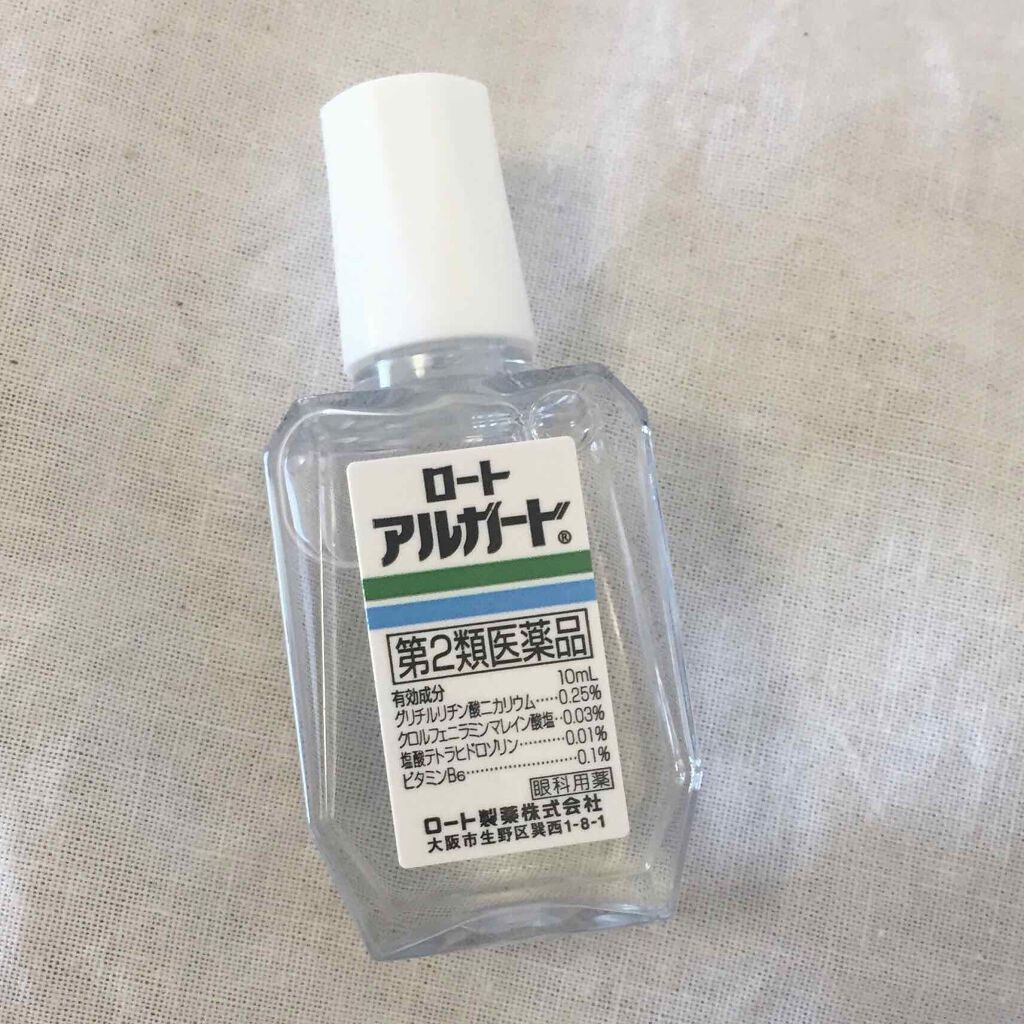 ロート
アルガード®
第2類医薬品
10mL
有効成分
グリチルリチン酸二カリウム‥‥‥0.25%
クロルフェニラミンマレイン酸塩‥0.03%
塩酸テトラヒドロゾリン‥‥‥‥‥0.01%
ビタミンB₆‥‥‥‥‥‥‥‥‥‥‥0.1%
眼科用薬
ロート製薬株式会社
大阪市生野区巽西1-8-1